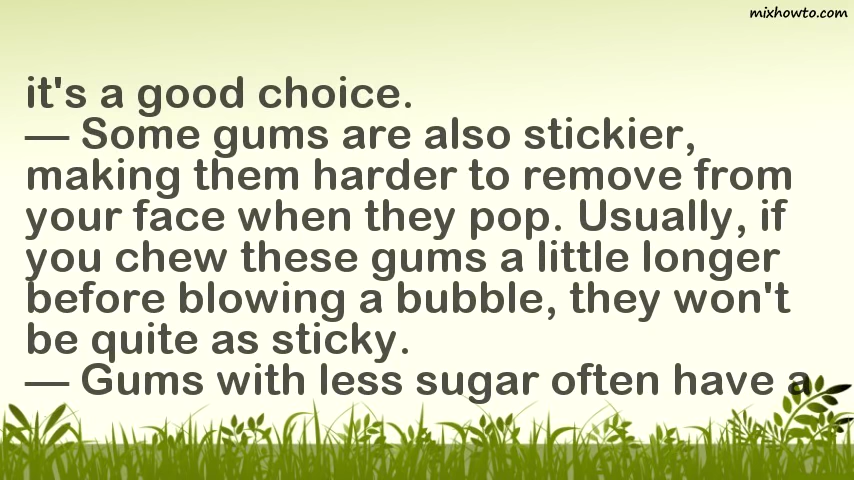 mixhowto.com
it's a good choice.
— Some gums are also stickier,
making them harder to remove from
your face when they pop. Usually, if
you chew these gums a little longer
before blowing a bubble, they won't
be quite as sticky.
— Gums with less sugar often have a